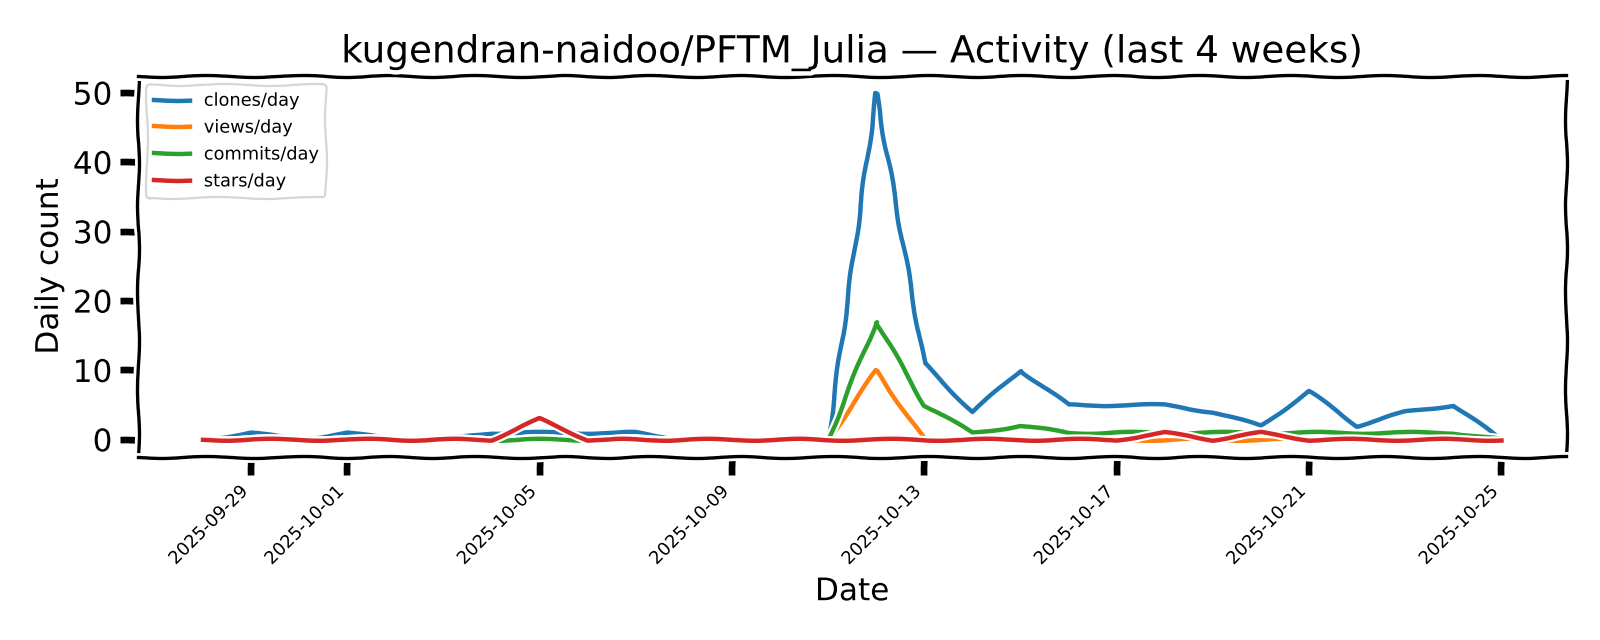 kugendran-naidoo/PFTM_Julia — Activity (last 4 weeks)
50
40
30
20
10
0
Daily count
clones/day
views/day
commits/day
stars/day
2025-09-29
2025-10-01
2025-10-05
2025-10-09
2025-10-13
2025-10-17
2025-10-21
2025-10-25
Date